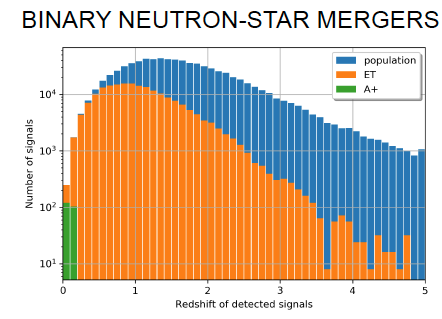 BINARY NEUTRON-STAR MERGERS
population
ET
A+
10⁴
10³
10²
10¹
Number of signals
0 1 2 3 4 5
Redshift of detected signals